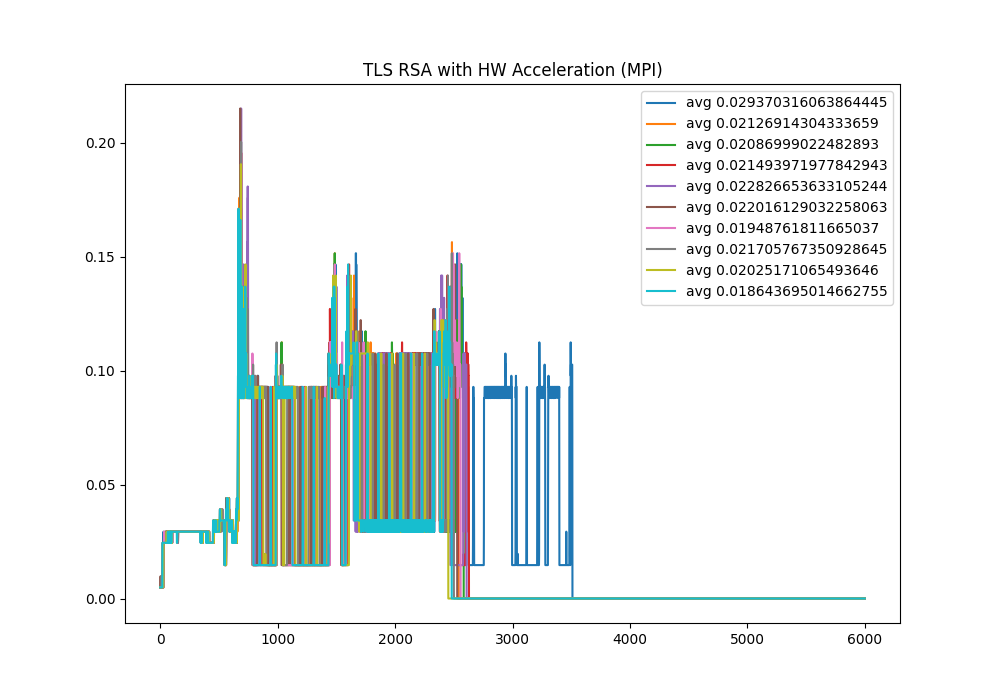 TLS RSA with HW Acceleration (MPI)
avg 0.029370316063864445
avg 0.02126914304333659
avg 0.02086999022482893
avg 0.021493971977842943
avg 0.022826653633105244
avg 0.022016129032258063
avg 0.01948761811665037
avg 0.021705767350928645
avg 0.02025171065493646
avg 0.018643695014662755
0.20
0.15
0.10
0.05
0.00
0 1000 2000 3000 4000 5000 6000